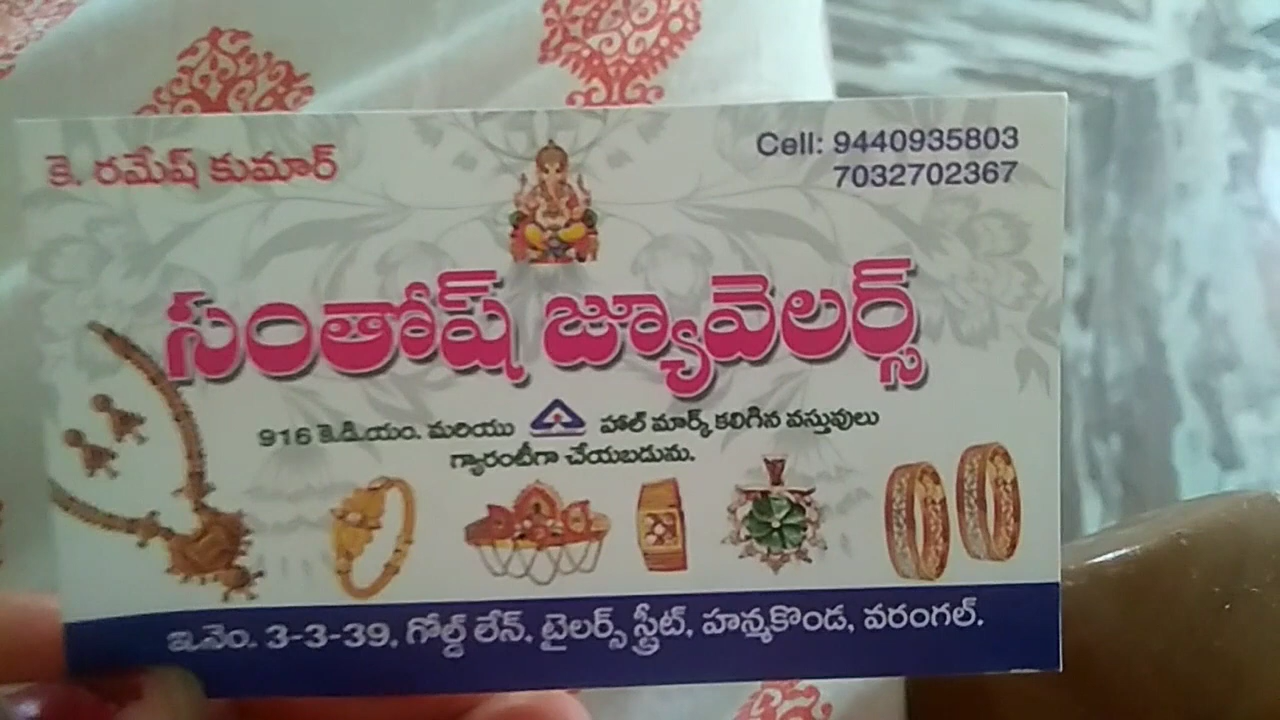 కె. రమేష్ కుమార్
Cell: 9440935803
7032702367
సంతోష్ జ్యూవెలర్స్
916 కె.డి.యం. మరియు హాల్ మార్క్ కలిగిన వస్తువులు
గ్యారంటీగా చేయబడును.
ఇ.నెం. 3-3-39, గోల్డ్ లేన్, టైలర్స్ స్ట్రీట్, హన్మకొండ, వరంగల్.